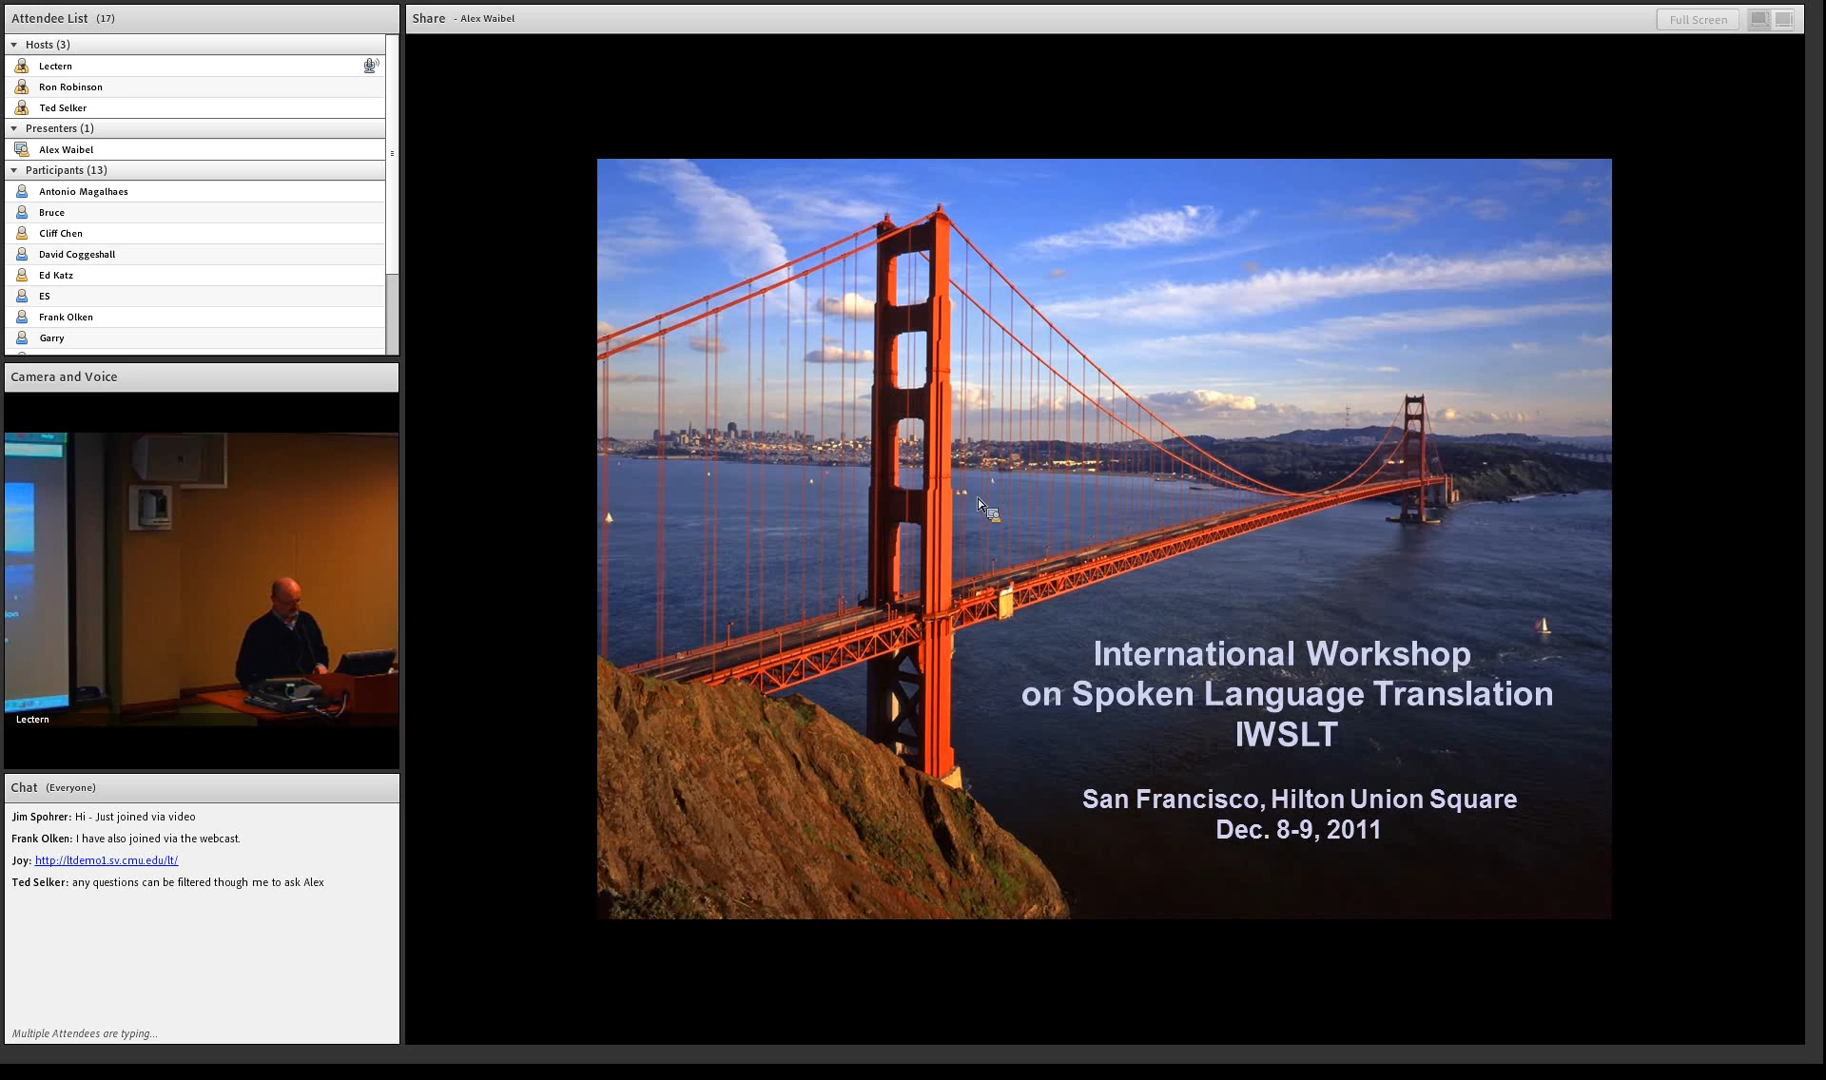 Attendee List (17)
Hosts (3)
Lectern
Ron Robinson
Ted Selker
Presenters (1)
Alex Waibel
Participants (13)
Antonio Magalhaes
Bruce
Cliff Chen
David Coggeshall
Ed Katz
ES
Frank Olken
Garry
Camera and Voice
Lectern
Chat (Everyone)
Jim Spohrer: Hi - Just joined via video
Frank Olken: I have also joined via the webcast.
Joy: http://ltdemo1.sv.cmu.edu/lt/
Ted Selker: any questions can be filtered though me to ask Alex
Multiple Attendees are typing...
Share - Alex Waibel
Full Screen
International Workshop
on Spoken Language Translation
IWSLT
San Francisco, Hilton Union Square
Dec. 8-9, 2011